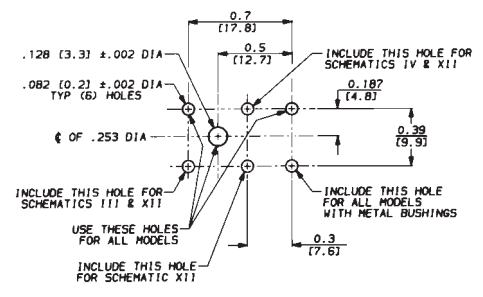 0.7
[17.8]
.128 [3.3] ±.002 DIA
0.5
[12.7]
INCLUDE THIS HOLE FOR
SCHEMATICS IV & XII
.082 [0.2] ±.002 DIA
TYP (6) HOLES
0.187
[4.8]
℄ OF .253 DIA
0.39
[9.9]
INCLUDE THIS HOLE FOR
SCHEMATICS III & XII
INCLUDE THIS HOLE
FOR ALL MODELS
WITH METAL BUSHINGS
USE THESE HOLES
FOR ALL MODELS
0.3
[7.6]
INCLUDE THIS HOLE
FOR SCHEMATIC XII